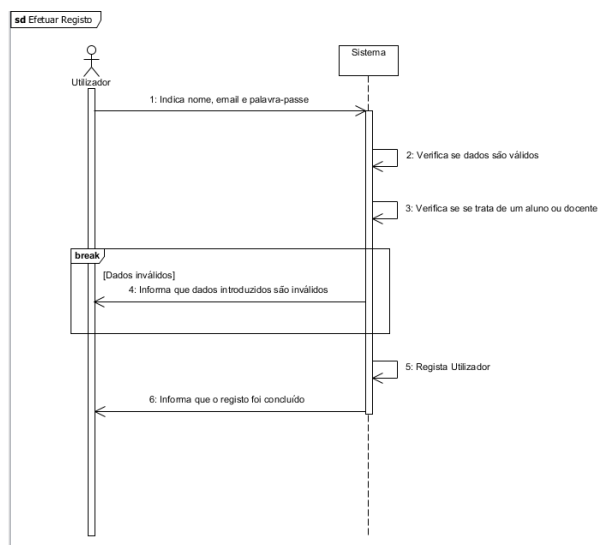 sd Efetuar Registo
Utilizador
Sistema
1: Indica nome, email e palavra-passe
2: Verifica se dados são válidos
3: Verifica se se trata de um aluno ou docente
break
[Dados inválidos]
4: Informa que dados introduzidos são inválidos
5: Regista Utilizador
6: Informa que o registo foi concluído